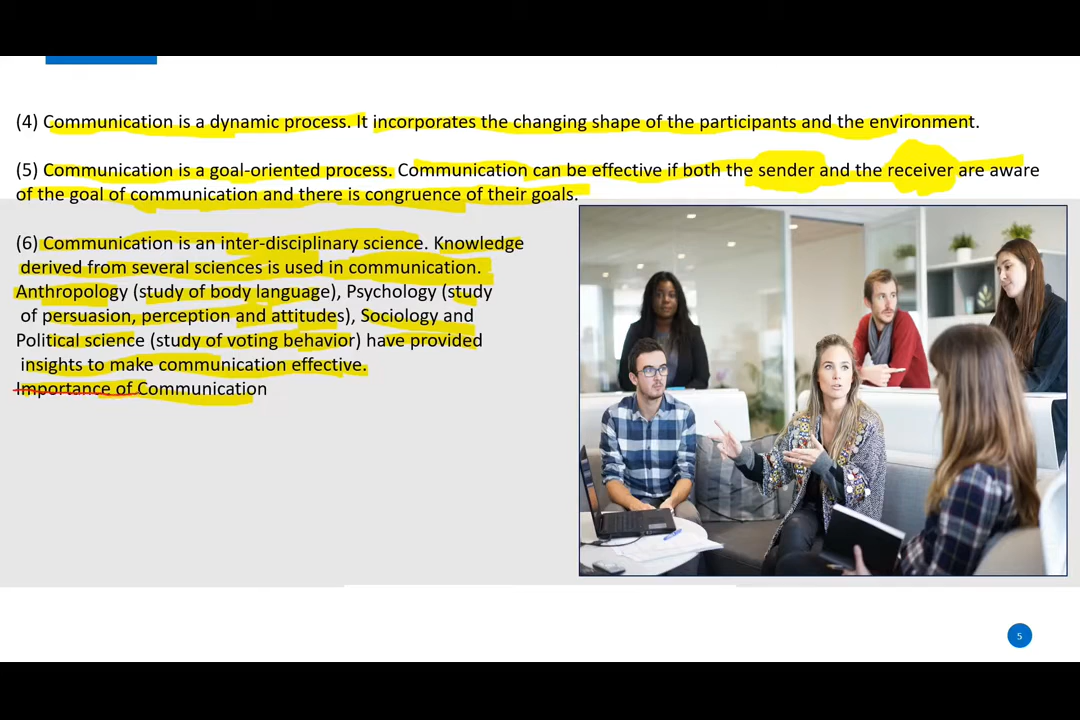 (4) Communication is a dynamic process. It incorporates the changing shape of the participants and the environment.
(5) Communication is a goal-oriented process. Communication can be effective if both the sender and the receiver are aware
of the goal of communication and there is congruence of their goals.
(6) Communication is an inter-disciplinary science. Knowledge
derived from several sciences is used in communication.
Anthropology (study of body language), Psychology (study
of persuasion, perception and attitudes), Sociology and
Political science (study of voting behavior) have provided
insights to make communication effective.
Importance of Communication
5